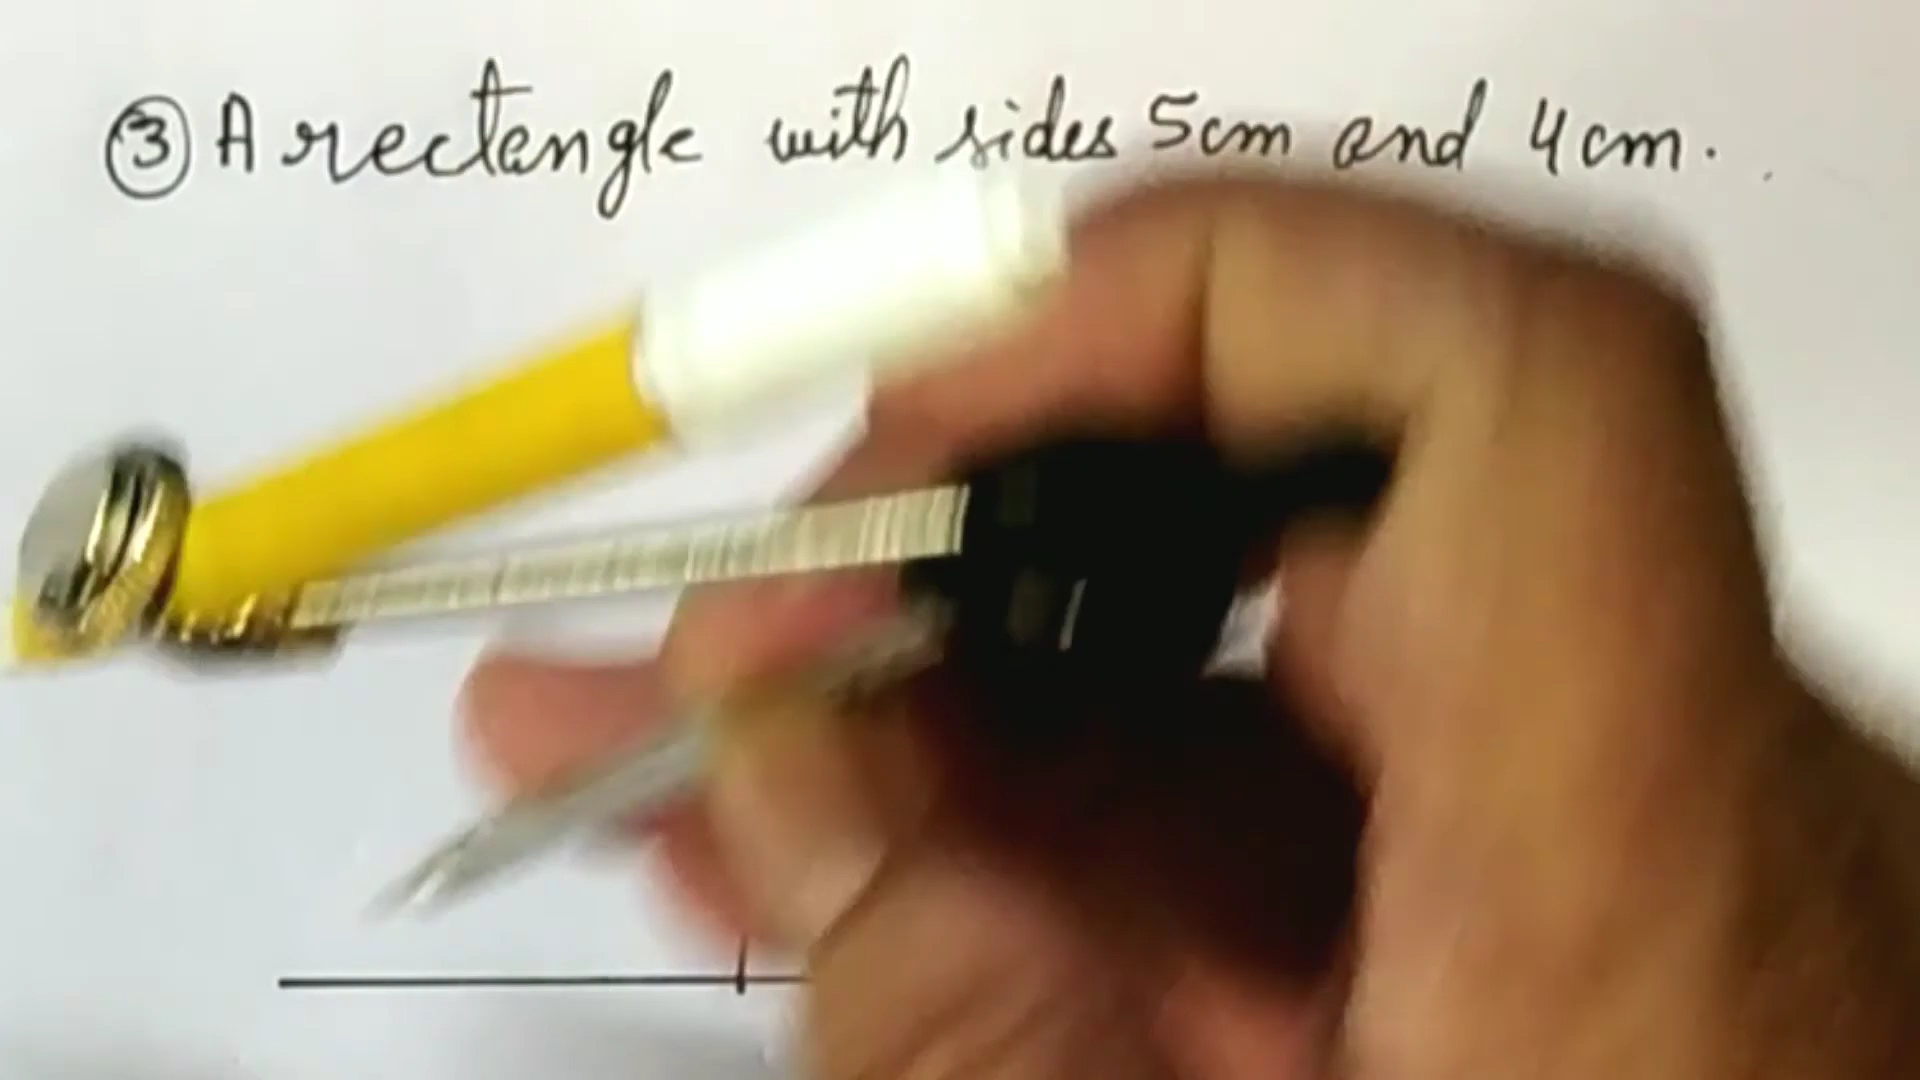 ③ A rectangle with sides 5cm and 4cm.